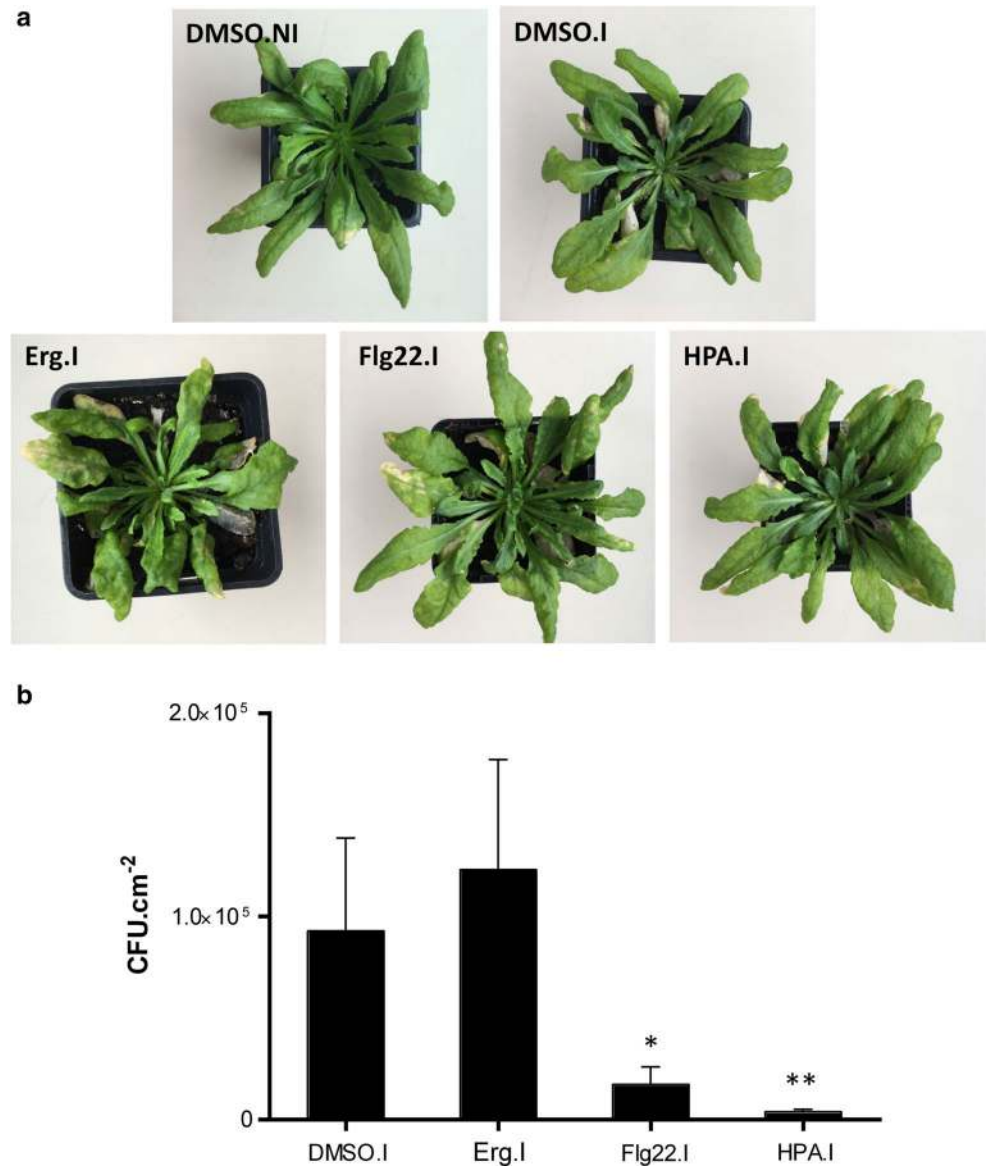 a
DMSO.NI
DMSO.I
Erg.I
Flg22.I
HPA.I
b
2.0×10⁵
1.0×10⁵
0
CFU.cm⁻²
*
**
DMSO.I
Erg.I
Flg22.I
HPA.I